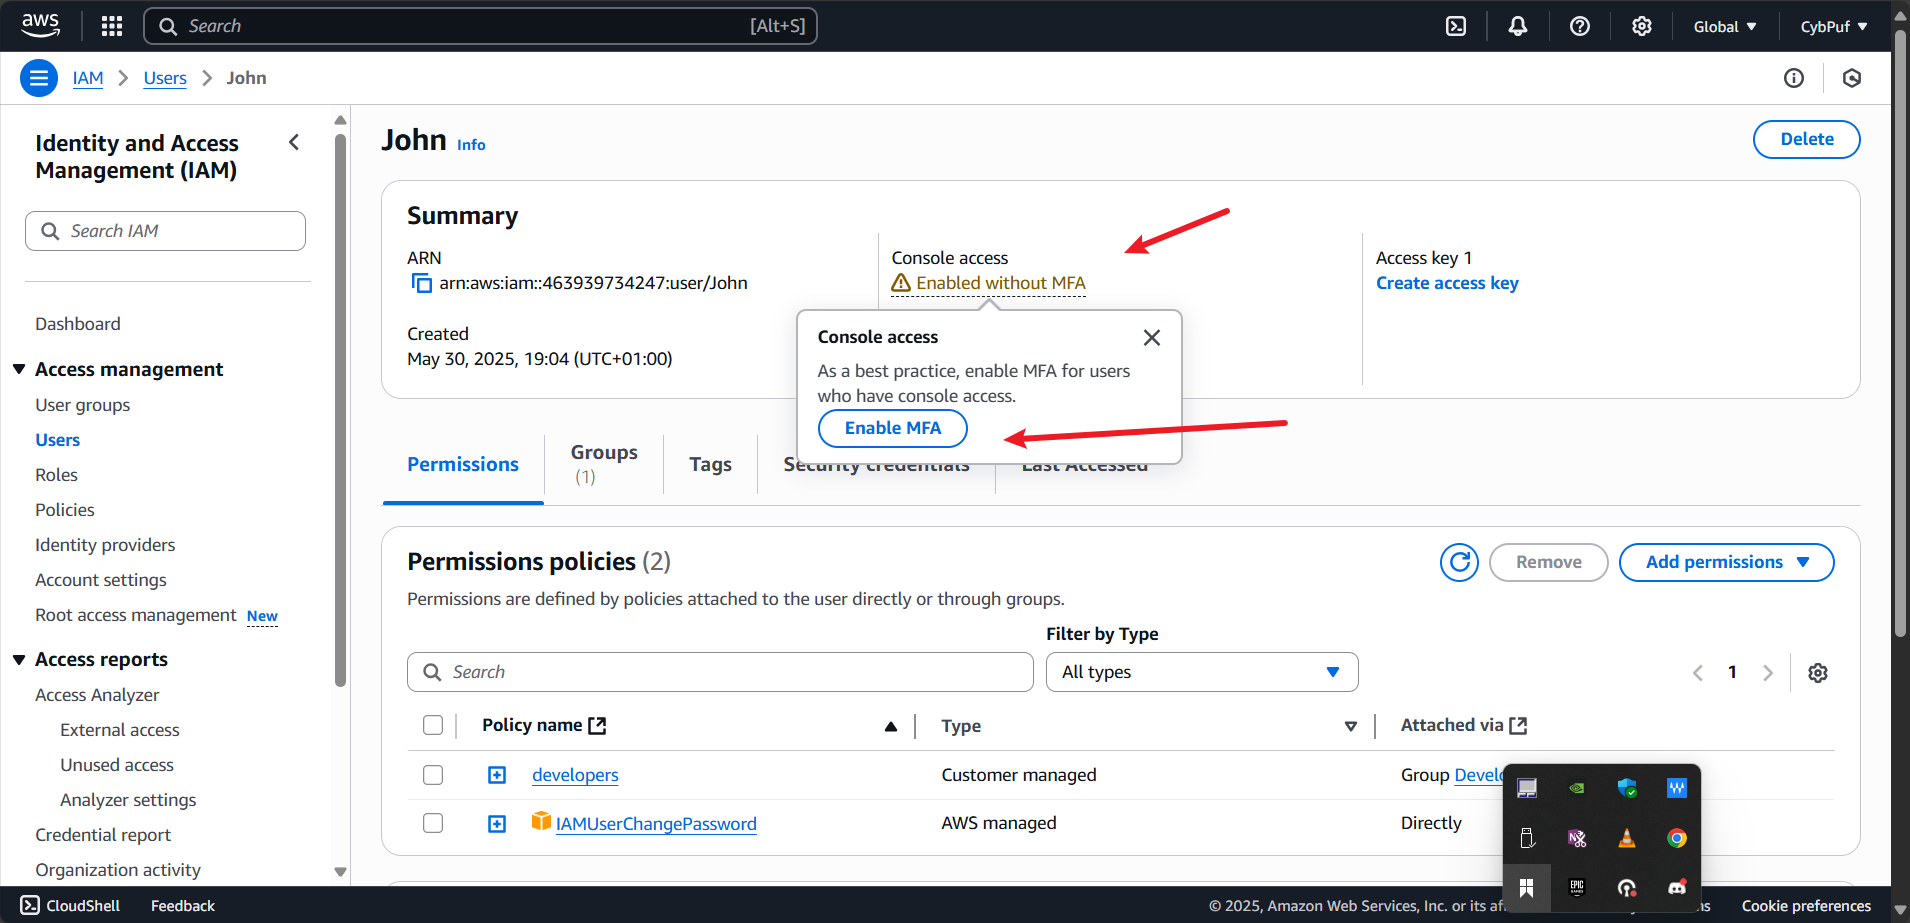 aws
Search
[Alt+S]
Global
CybPuf
IAM
Users
John
Identity and Access
Management (IAM)
Search IAM
Dashboard
Access management
User groups
Users
Roles
Policies
Identity providers
Account settings
Root access management New
Access reports
Access Analyzer
External access
Unused access
Analyzer settings
Credential report
Organization activity
John Info
Delete
Summary
ARN
arn:aws:iam::463939734247:user/John
Created
May 30, 2025, 19:04 (UTC+01:00)
Console access
Enabled without MFA
Access key 1
Create access key
Console access
As a best practice, enable MFA for users
who have console access.
Enable MFA
Permissions
Groups
(1)
Tags
Security credentials
Last Accessed
Permissions policies (2)
Remove
Add permissions
Permissions are defined by policies attached to the user directly or through groups.
Filter by Type
Search
All types
1
Policy name
Type
Attached via
developers
Customer managed
Group
IAMUserChangePassword
AWS managed
Directly
EPIC
GAMES
CloudShell
Feedback
© 2025, Amazon Web Services, Inc. or its
Cookie preferences